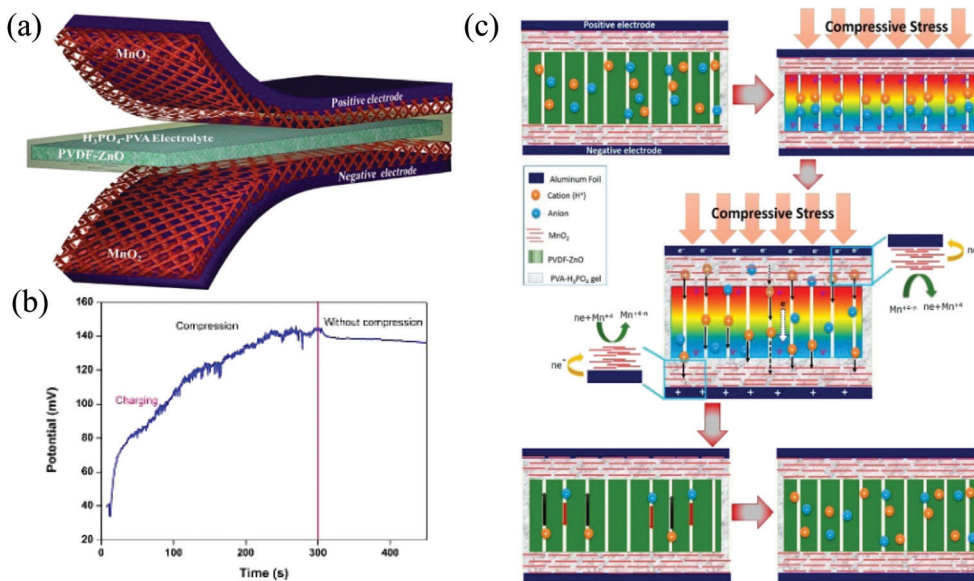 (a)
MnO2
Positive electrode
H3PO4-PVA Electrolyte
PVDF-ZnO
Negative electrode
MnO2
(b)
160
140
120
100
80
60
40
20
Potential (mV)
Compression
Without compression
Charging
0
100
200
300
400
Time (s)
(c)
Positive electrode
Negative electrode
Compressive Stress
Aluminum Foil
Cation (H+)
Anion
MnO2
PVDF-ZnO
PVA-H3PO4 gel
Compressive Stress
e- e- e- e- e- e-
e-
ne
Mn+4-n ne+Mn+4
ne+Mn+4 Mn+4-n
ne-
+ + + + + + +